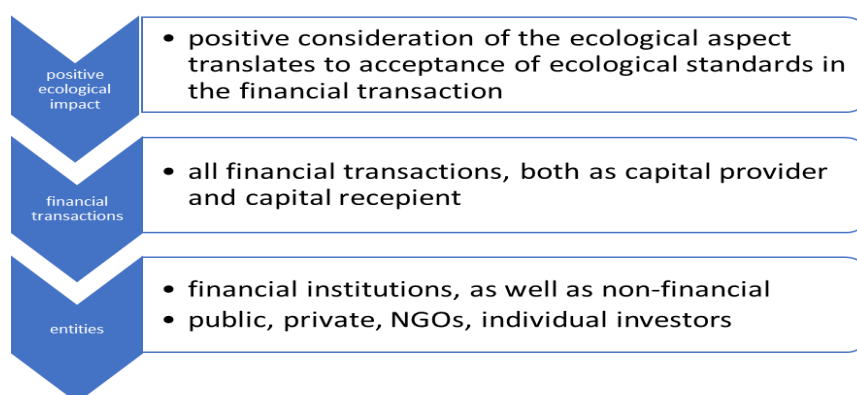 positive
ecological
impact
• positive consideration of the ecological aspect
translates to acceptance of ecological standards in
the financial transaction
financial
transactions
• all financial transactions, both as capital provider
and capital recepient
entities
• financial institutions, as well as non-financial
• public, private, NGOs, individual investors